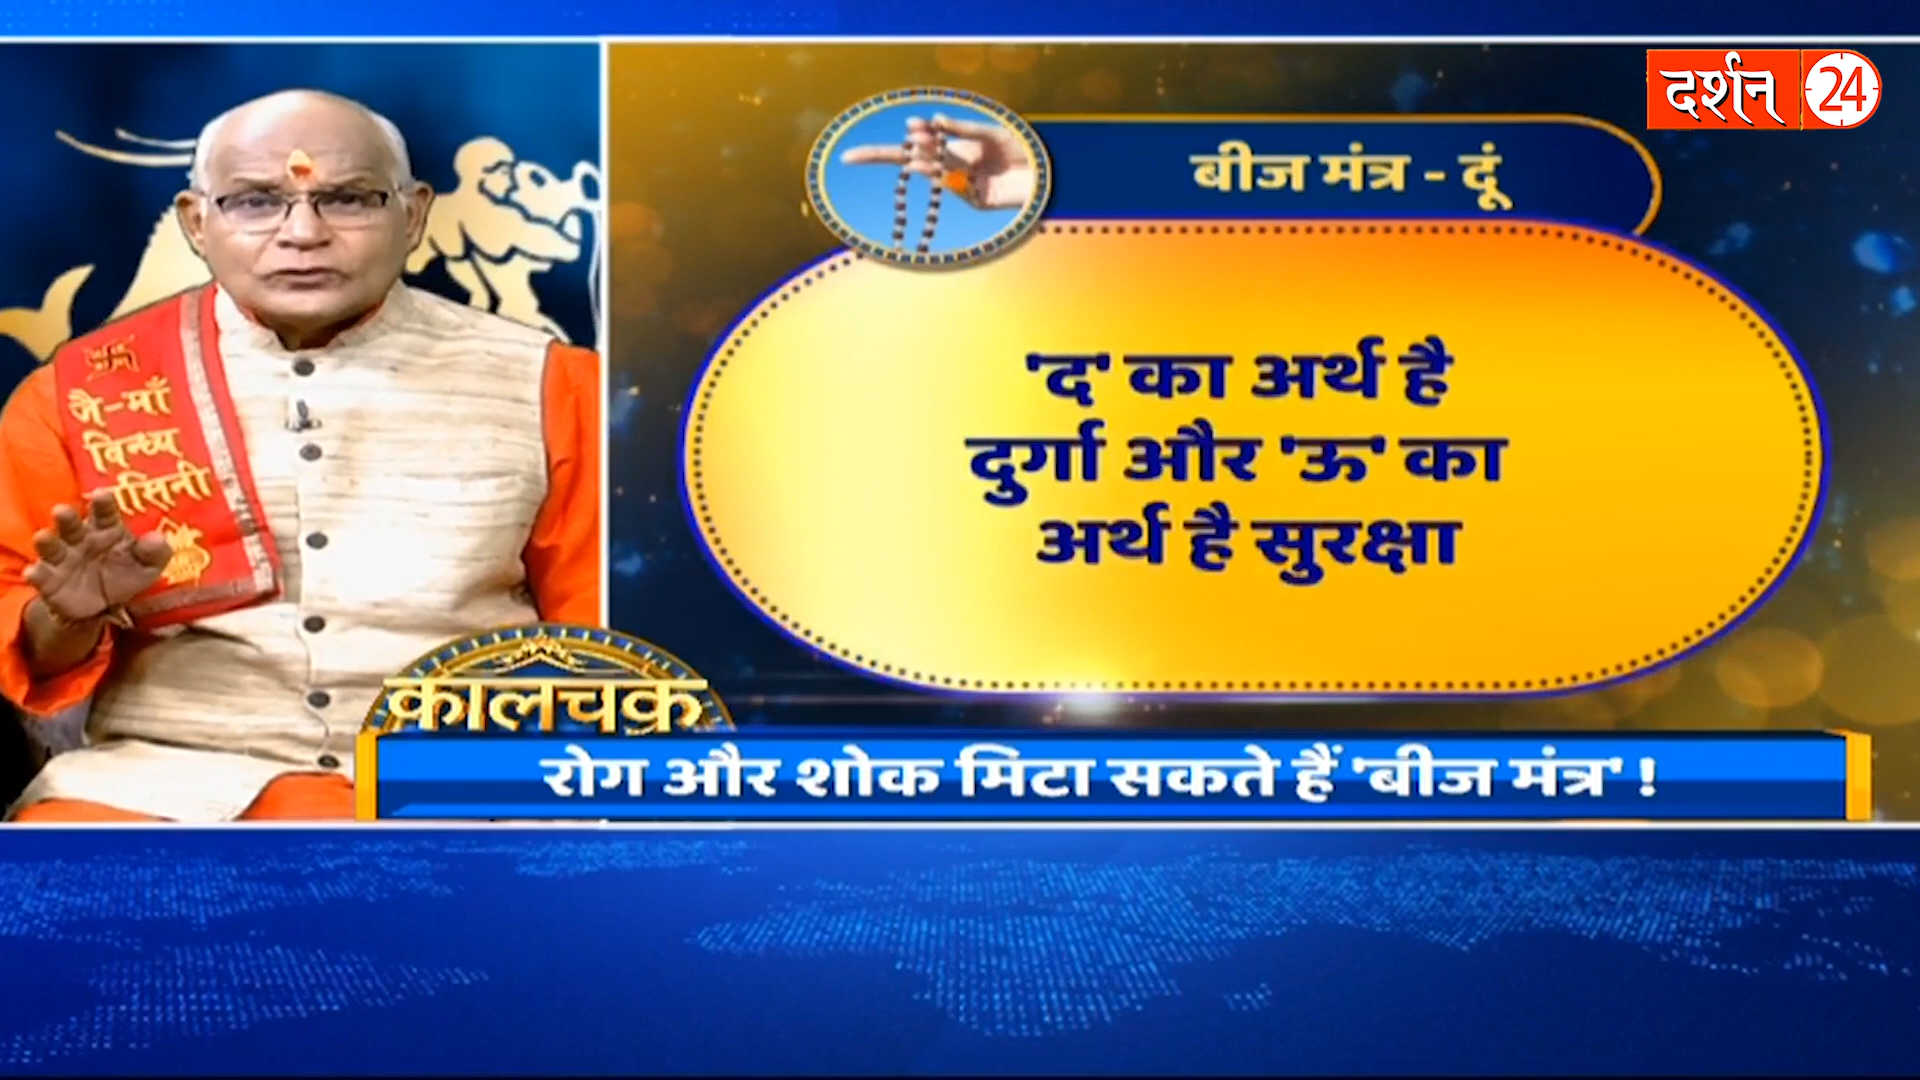 दर्शन 24
बीज मंत्र - दूं
'द' का अर्थ है
दुर्गा और 'ऊ' का
अर्थ है सुरक्षा
जै-माँ
विन्ध्य
वासिनी
कालचक्र
रोग और शोक मिटा सकते हैं 'बीज मंत्र' !